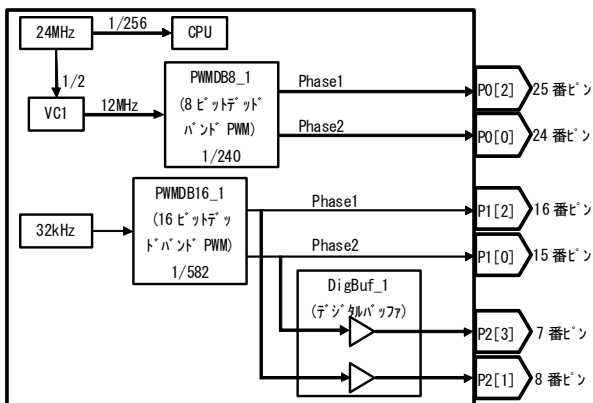 24MHz
1/256
CPU
1/2
VC1
12MHz
PWMDB8_1
(8 ビットデッド
バンド PWM)
1/240
Phase1
P0[2]
25 番ピン
Phase2
P0[0]
24 番ピン
32kHz
PWMDB16_1
(16 ビットデッ
ドバンド PWM)
1/582
Phase1
P1[2]
16 番ピン
Phase2
P1[0]
15 番ピン
DigBuf_1
(デジタルバッファ)
P2[3]
7 番ピン
P2[1]
8 番ピン